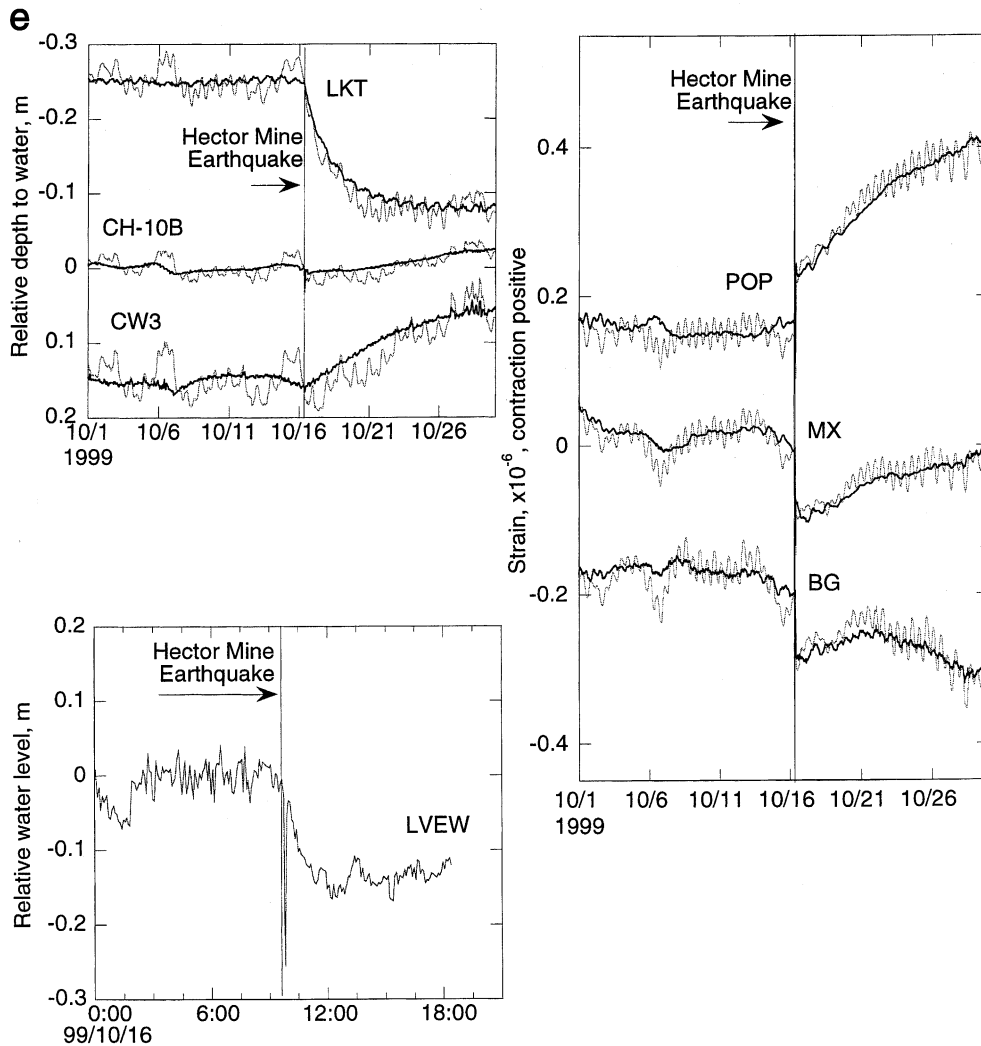 e
-0.3
-0.2
-0.1
0
0.1
0.2
Relative depth to water, m
LKT
Hector Mine
Earthquake
CH-10B
CW3
10/1
10/6
10/11
10/16
10/21
10/26
1999
0.4
0.2
0
-0.2
-0.4
Strain, x10⁻⁶, contraction positive
Hector Mine
Earthquake
POP
MX
BG
10/1
10/6
10/11
10/16
10/21
10/26
1999
0.2
0.1
0
-0.1
-0.2
-0.3
Relative water level, m
Hector Mine
Earthquake
LVEW
0:00
6:00
12:00
18:00
99/10/16